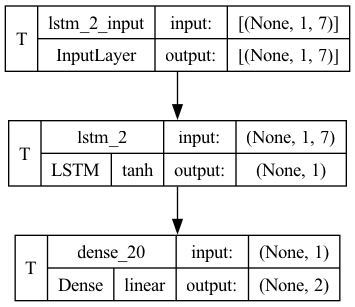 T lstm_2_input input: [(None, 1, 7)]
InputLayer output: [(None, 1, 7)]
T lstm_2 input: (None, 1, 7)
LSTM tanh output: (None, 1)
T dense_20 input: (None, 1)
Dense linear output: (None, 2)